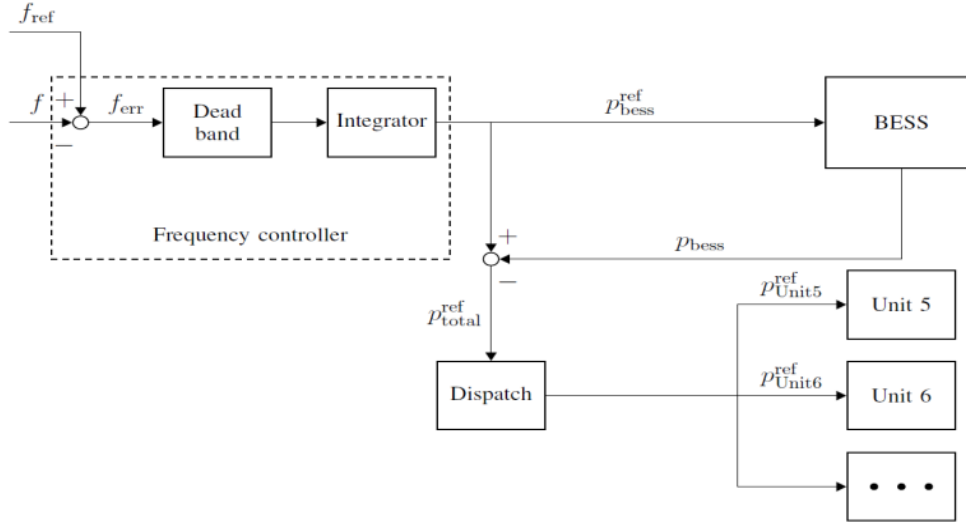 f_ref
f
+
−
f_err
Dead
band
Integrator
p_bess^ref
BESS
Frequency controller
+
−
p_bess
p_total^ref
Dispatch
p_Unit5^ref
Unit 5
p_Unit6^ref
Unit 6
• • •